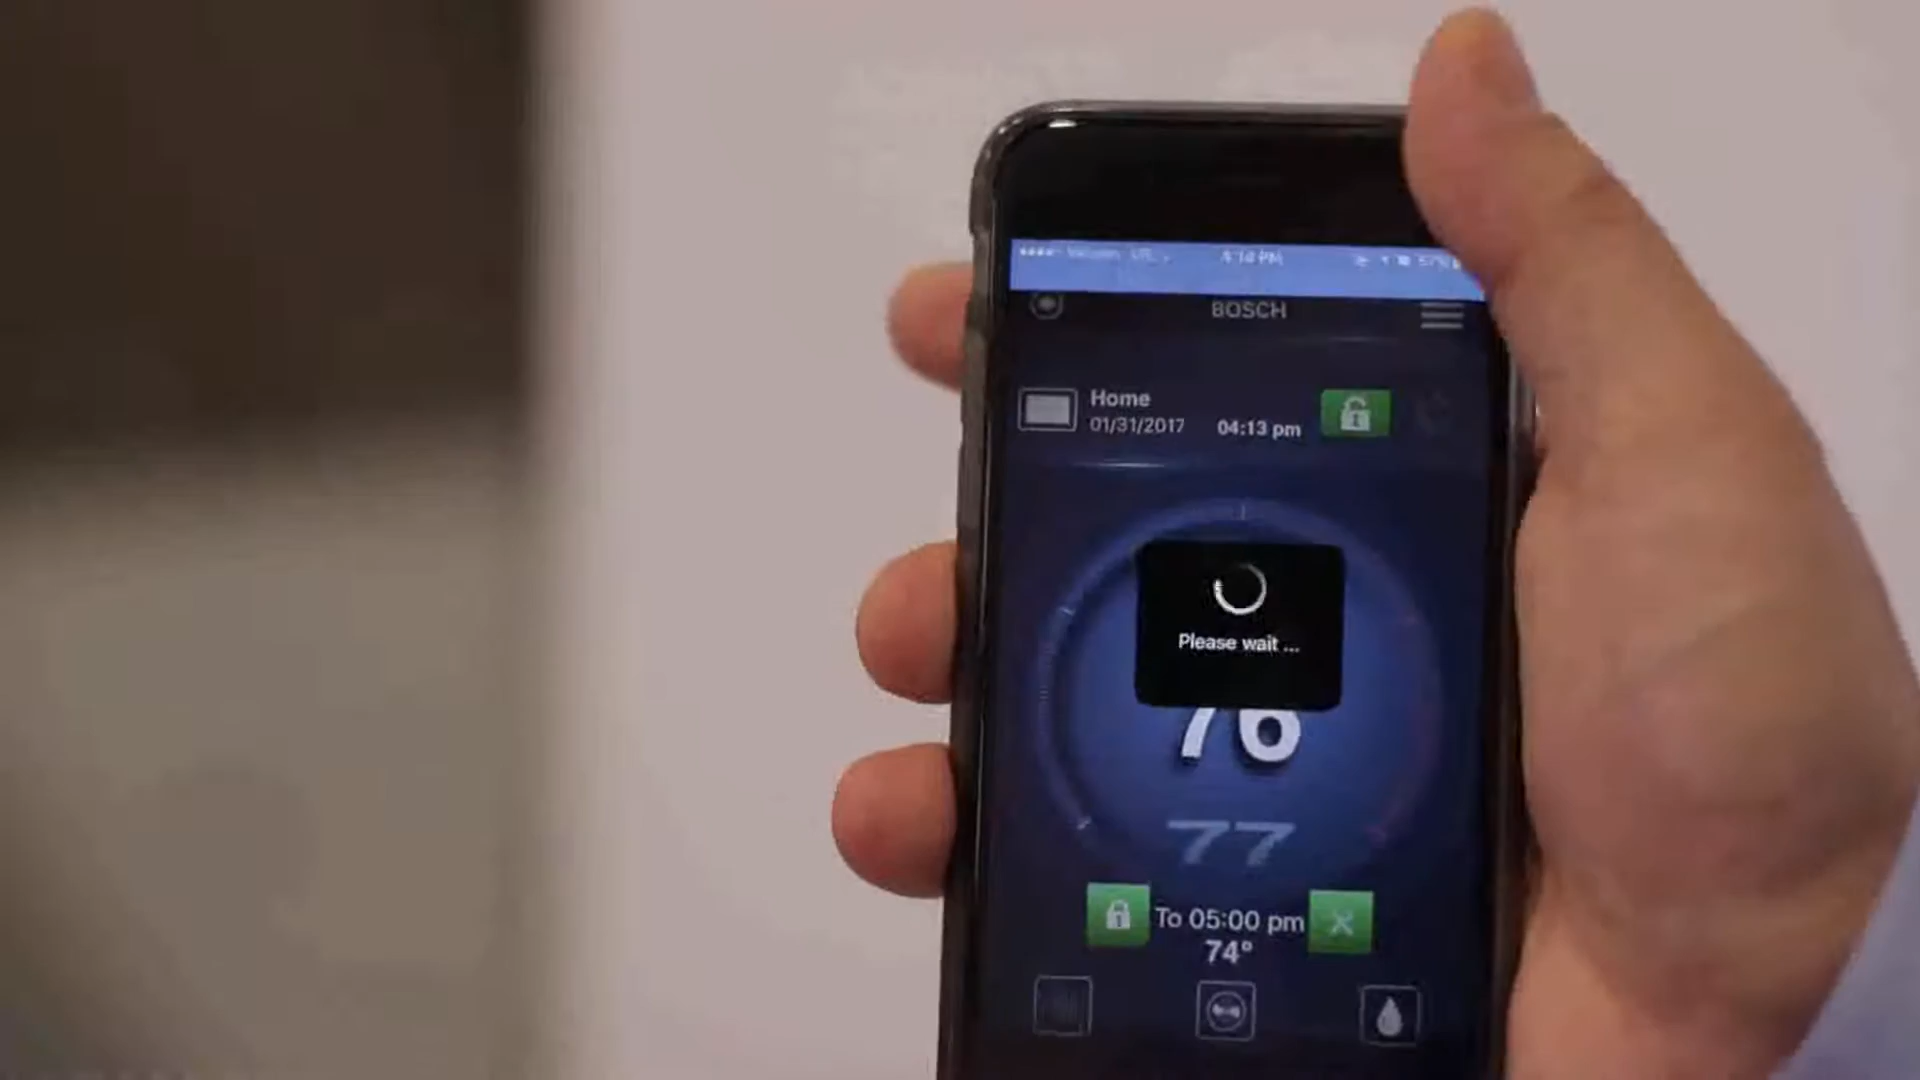 4:14 PM 57%
BOSCH
Home
01/31/2017 04:13 pm
Please wait ...
76
77
To 05:00 pm
74°